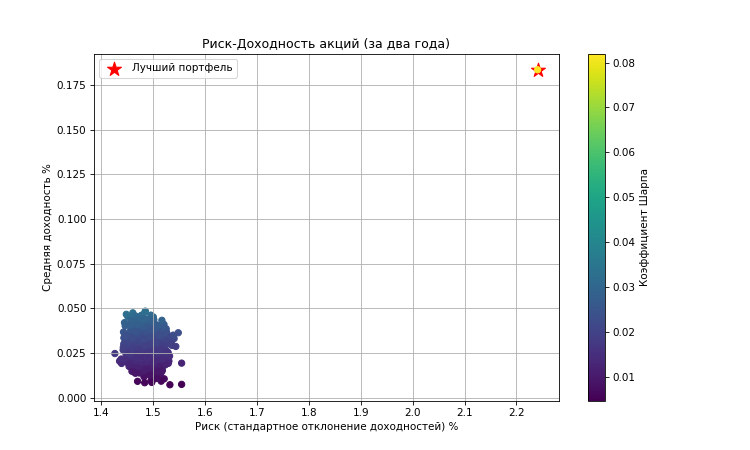 Риск-Доходность акций (за два года)
Лучший портфель
Средняя доходность %
0.175
0.150
0.125
0.100
0.075
0.050
0.025
0.000
1.4 1.5 1.6 1.7 1.8 1.9 2.0 2.1 2.2
Риск (стандартное отклонение доходностей) %
0.08
0.07
0.06
0.05
0.04
0.03
0.02
0.01
Коэффициент Шарпа